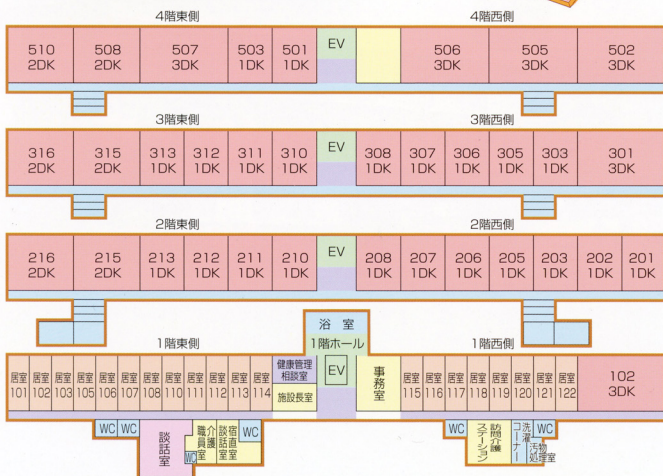 4階東側 4階西側
510 508 507 503 501 EV 506 505 502
2DK 2DK 3DK 1DK 1DK 3DK 3DK 3DK
3階東側 3階西側
316 315 313 312 311 310 EV 308 307 306 305 303 301
2DK 2DK 1DK 1DK 1DK 1DK 1DK 1DK 1DK 1DK 1DK 3DK
2階東側 2階西側
216 215 213 212 211 210 EV 208 207 206 205 203 202 201
2DK 2DK 1DK 1DK 1DK 1DK 1DK 1DK 1DK 1DK 1DK 1DK 1DK
浴室
1階東側 1階ホール 1階西側
居室 居室 居室 居室 居室 居室 居室 居室 居室 居室 居室 健康管理相談室 EV 事務室 居室 居室 居室 居室 居室 居室 居室 居室 102
101 102 103 105 106 107 108 110 111 112 113 114 施設長室 115 116 117 118 119 120 121 122 3DK
WC WC 談話室 WC 職員室 介護 談話室 宿直室 WC WC 訪問介護ステーション 洗濯コーナー WC 汚物処理室